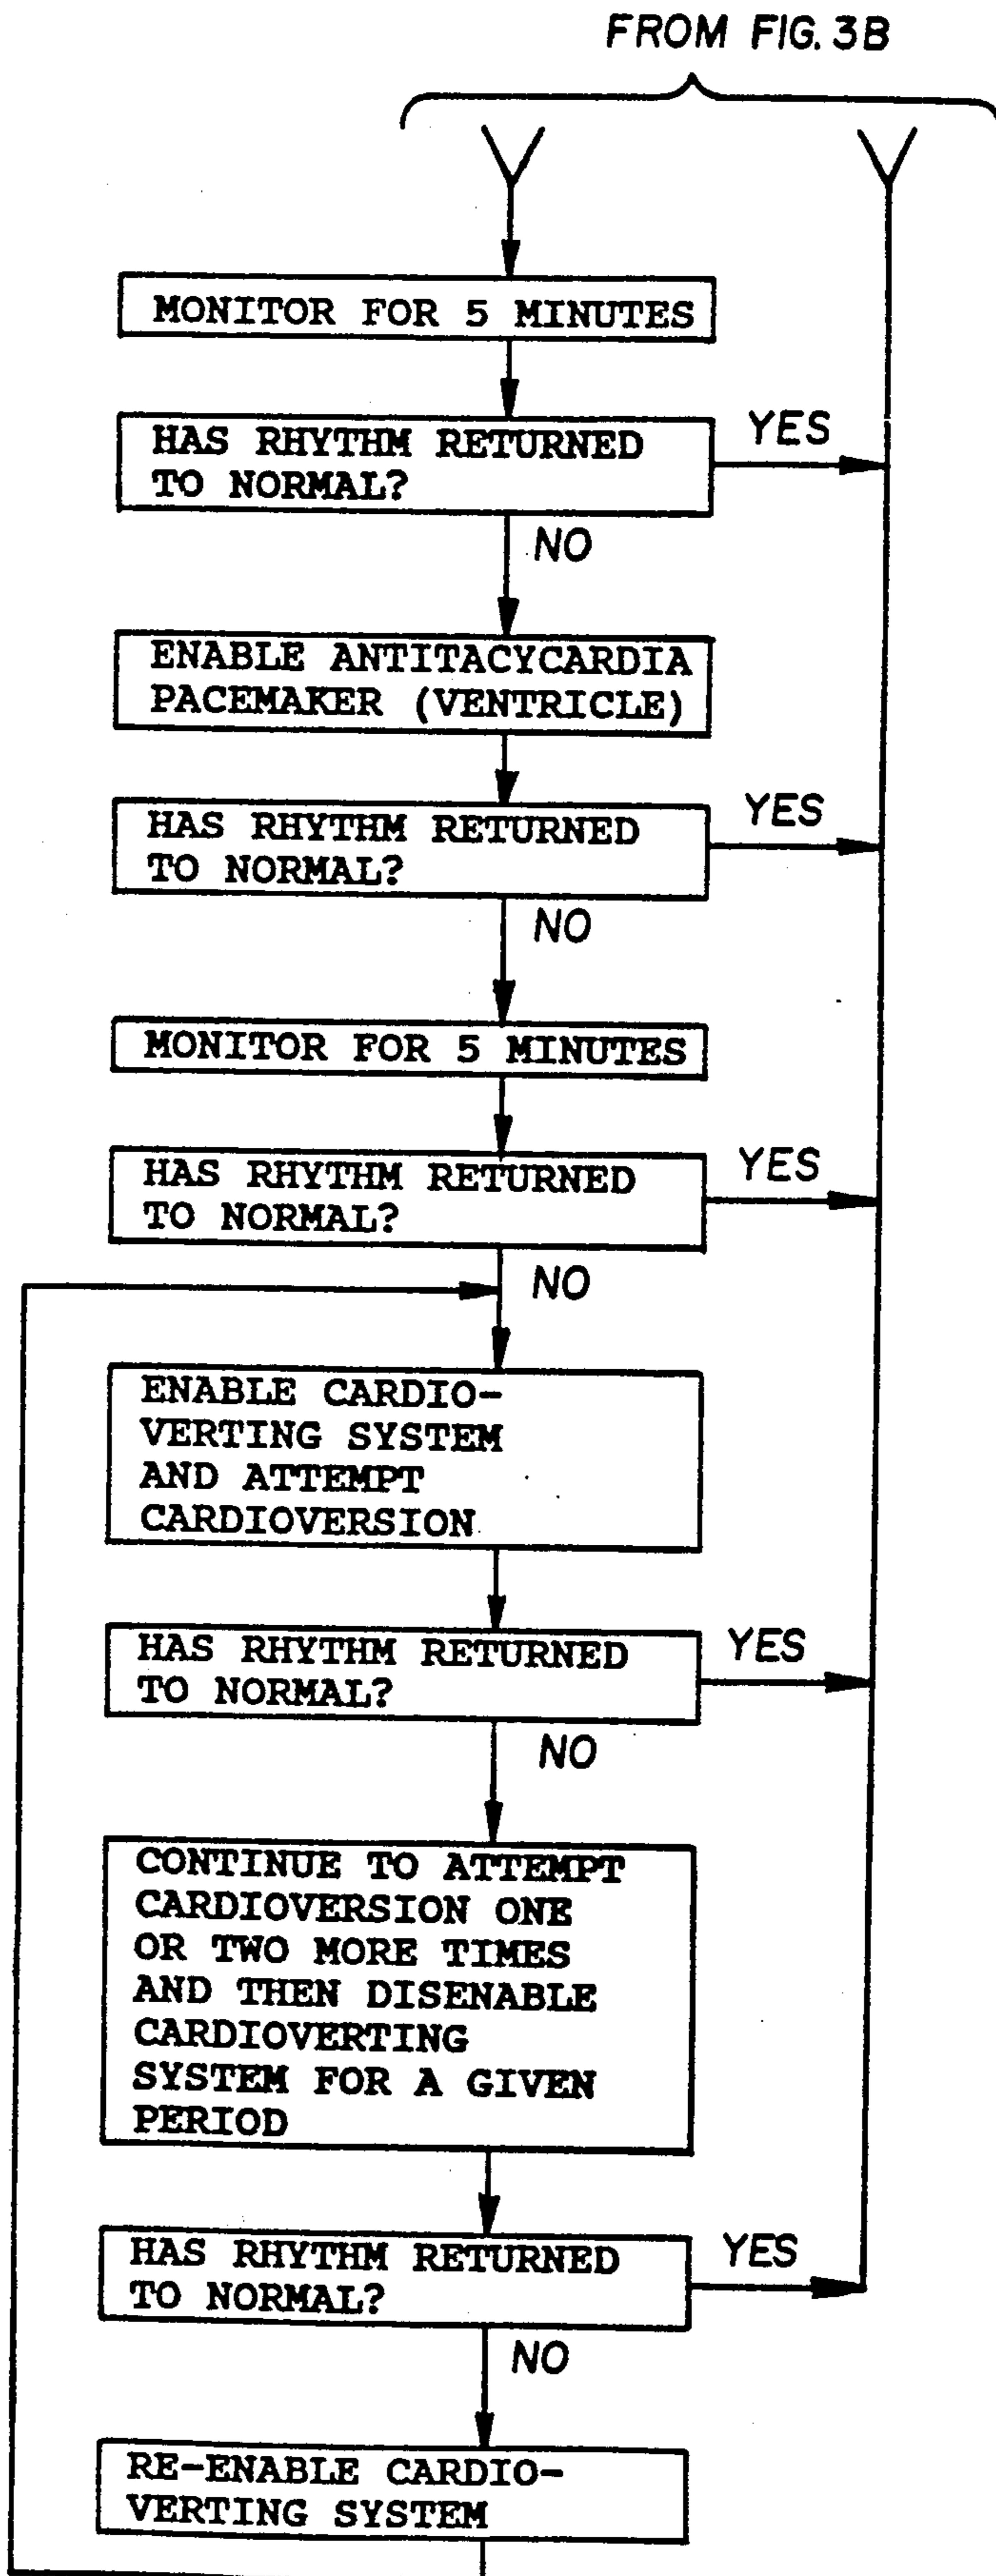 FROM FIG. 3B
MONITOR FOR 5 MINUTES
HAS RHYTHM RETURNED
TO NORMAL?
YES
NO
ENABLE ANTITACYCARDIA
PACEMAKER (VENTRICLE)
HAS RHYTHM RETURNED
TO NORMAL?
YES
NO
MONITOR FOR 5 MINUTES
HAS RHYTHM RETURNED
TO NORMAL?
YES
NO
ENABLE CARDIO-
VERTING SYSTEM
AND ATTEMPT
CARDIOVERSION
HAS RHYTHM RETURNED
TO NORMAL?
YES
NO
CONTINUE TO ATTEMPT
CARDIOVERSION ONE
OR TWO MORE TIMES
AND THEN DISENABLE
CARDIOVERTING
SYSTEM FOR A GIVEN
PERIOD
HAS RHYTHM RETURNED
TO NORMAL?
YES
NO
RE-ENABLE CARDIO-
VERTING SYSTEM